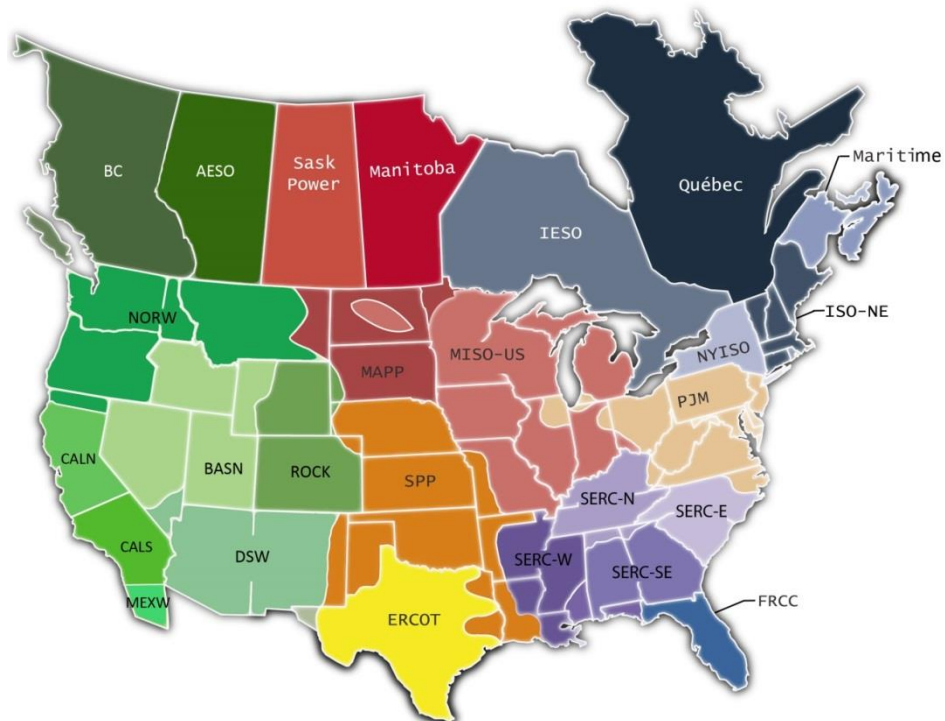 Maritime
BC
AESO
Sask
Power
Manitoba
Québec
IESO
ISO-NE
NORW
MISO-US
NYISO
MAPP
PJM
CALN
BASN
ROCK
SPP
SERC-N
SERC-E
CALS
DSW
SERC-W
SERC-SE
MEXW
FRCC
ERCOT